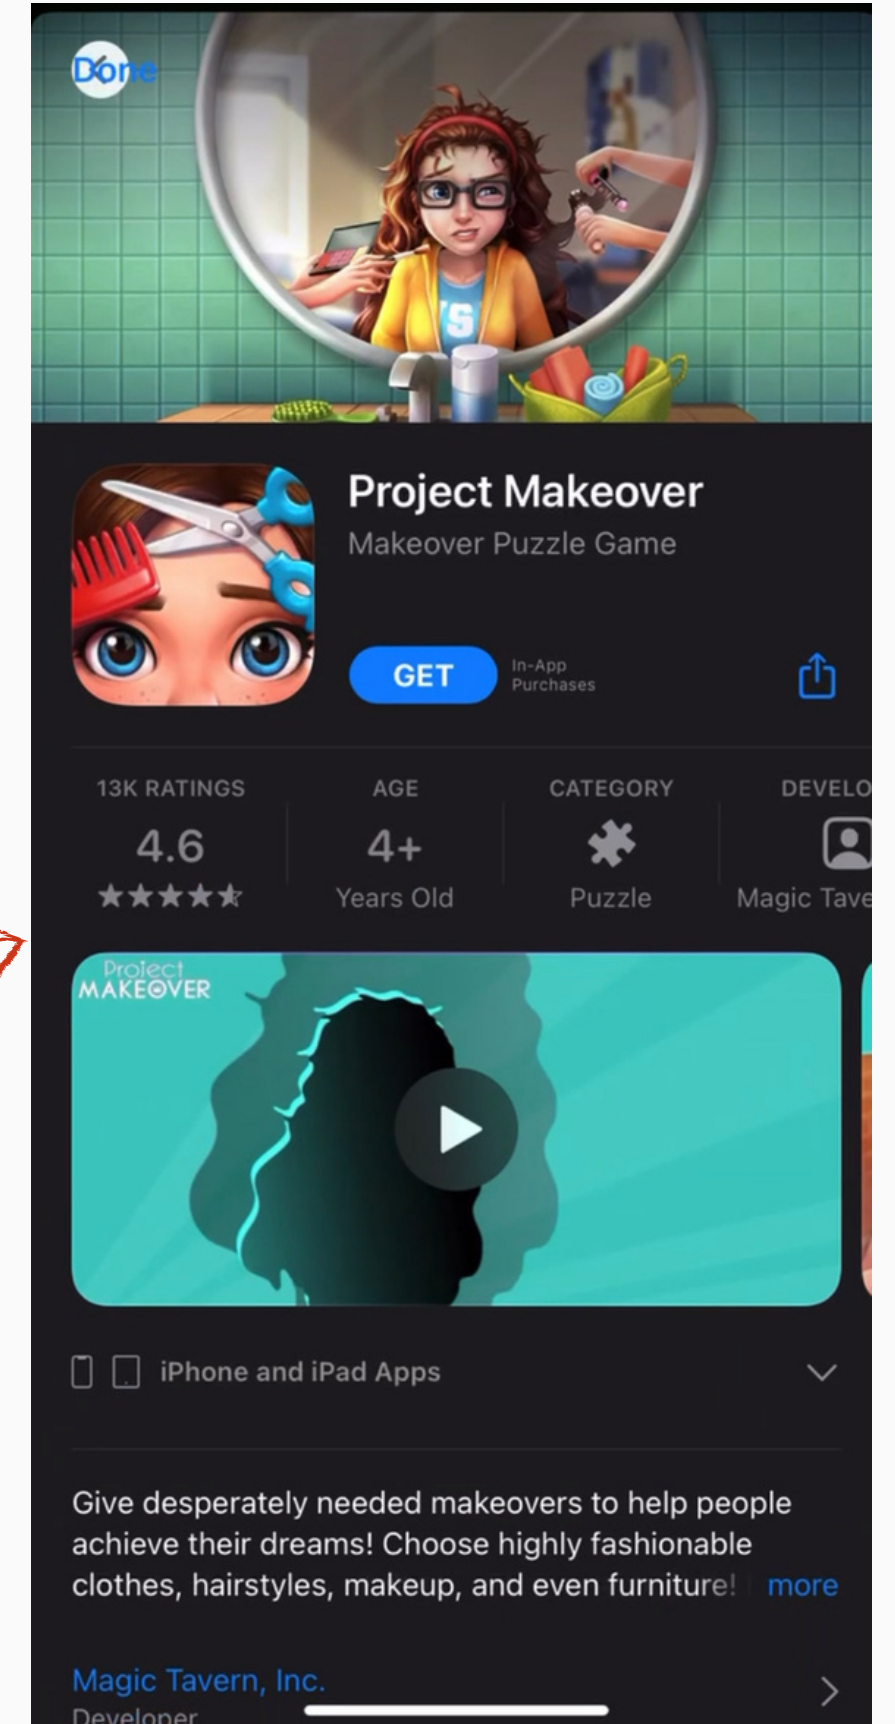 Done
S
Project Makeover
Makeover Puzzle Game
GET
In-App
Purchases
13K RATINGS
AGE
CATEGORY
DEVELO
4.6
4+
Years Old
Puzzle
Magic Tave
Project
MAKEOVER
iPhone and iPad Apps
Give desperately needed makeovers to help people
achieve their dreams! Choose highly fashionable
clothes, hairstyles, makeup, and even furniture! more
Magic Tavern, Inc.
Developer